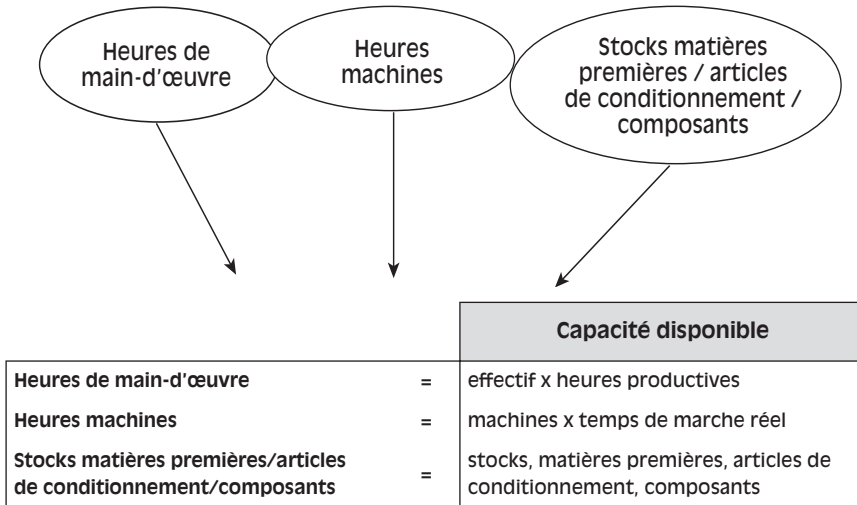 Heures de
main-d'œuvre
Heures
machines
Stocks matières
premières / articles
de conditionnement /
composants
Capacité disponible
Heures de main-d'œuvre = effectif x heures productives
Heures machines = machines x temps de marche réel
Stocks matières premières/articles
de conditionnement/composants = stocks, matières premières, articles de
conditionnement, composants